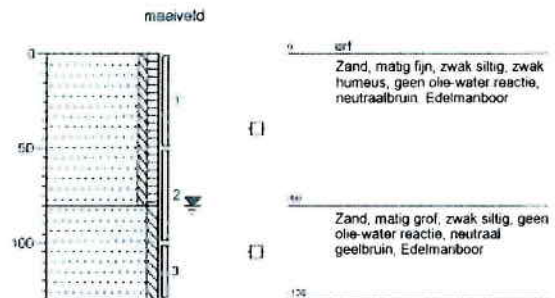 maaiveld
0
erf
Zand, matig fijn, zwak siltig, zwak
humeus, geen olie-water reactie,
neutraalbruin, Edelmanboor
1
50
2
80
Zand, matig grof, zwak siltig, geen
olie-water reactie, neutraal
geelbruin, Edelmanboor
100
3
130